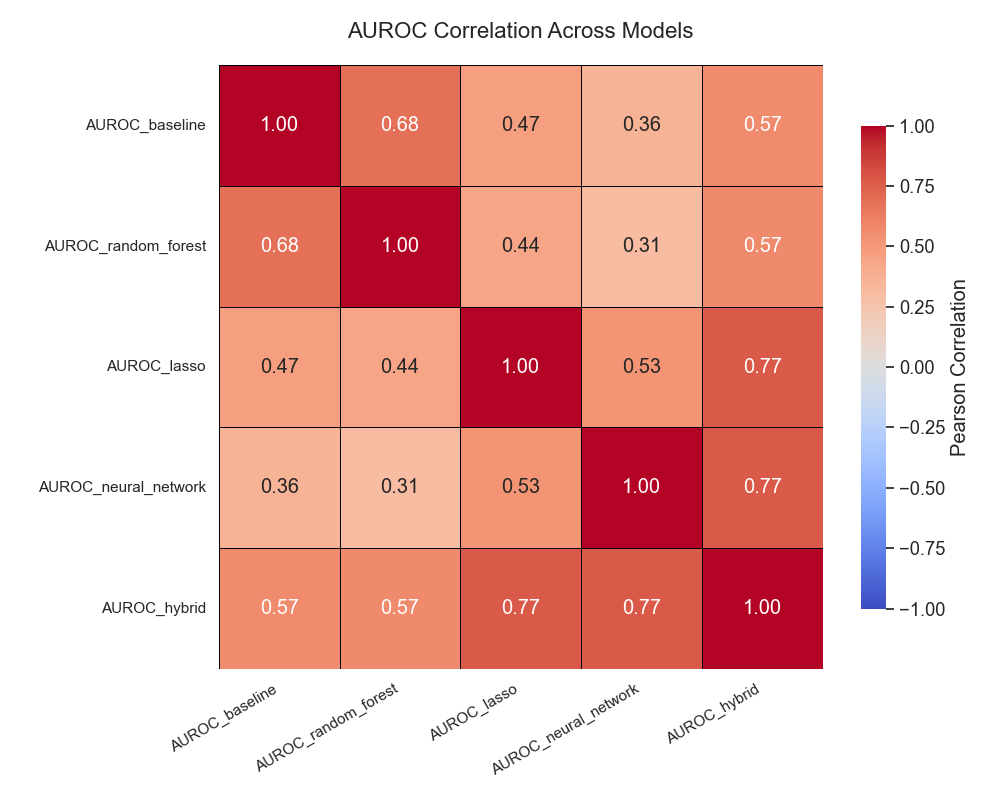 AUROC Correlation Across Models
AUROC_baseline 1.00 0.68 0.47 0.36 0.57
AUROC_random_forest 0.68 1.00 0.44 0.31 0.57
AUROC_lasso 0.47 0.44 1.00 0.53 0.77
AUROC_neural_network 0.36 0.31 0.53 1.00 0.77
AUROC_hybrid 0.57 0.57 0.77 0.77 1.00
AUROC_baseline AUROC_random_forest AUROC_lasso AUROC_neural_network AUROC_hybrid
1.00
0.75
0.50
0.25
0.00
−0.25
−0.50
−0.75
−1.00
Pearson Correlation